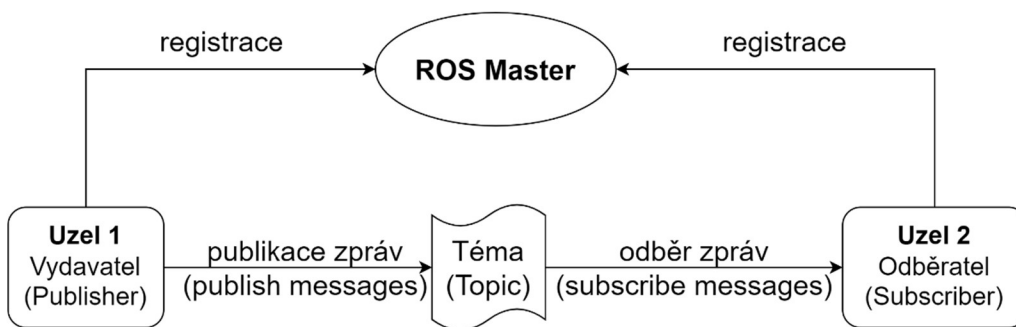 registrace
registrace
ROS Master
Uzel 1
Vydavatel
(Publisher)
publikace zpráv
(publish messages)
Téma
(Topic)
odběr zpráv
(subscribe messages)
Uzel 2
Odběratel
(Subscriber)